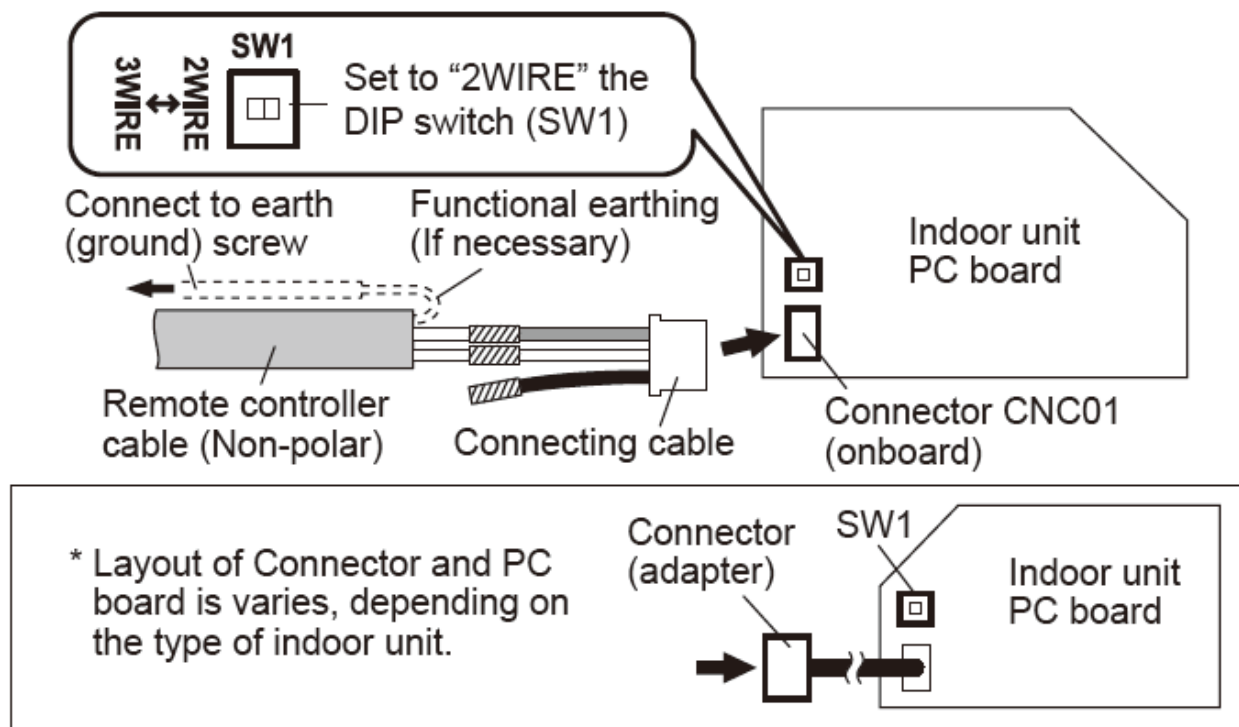 SW1
3WIRE ↔ 2WIRE
Set to “2WIRE” the
DIP switch (SW1)
Connect to earth
(ground) screw
Functional earthing
(If necessary)
Indoor unit
PC board
Remote controller
cable (Non-polar)
Connecting cable
Connector CNC01
(onboard)
* Layout of Connector and PC
board is varies, depending on
the type of indoor unit.
Connector
(adapter)
SW1
Indoor unit
PC board